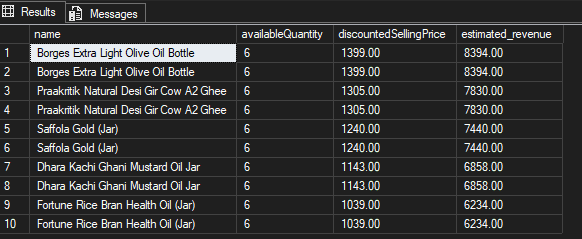 Results Messages
name availableQuantity discountedSellingPrice estimated_revenue
1 Borges Extra Light Olive Oil Bottle 6 1399.00 8394.00
2 Borges Extra Light Olive Oil Bottle 6 1399.00 8394.00
3 Praakritik Natural Desi Gir Cow A2 Ghee 6 1305.00 7830.00
4 Praakritik Natural Desi Gir Cow A2 Ghee 6 1305.00 7830.00
5 Saffola Gold (Jar) 6 1240.00 7440.00
6 Saffola Gold (Jar) 6 1240.00 7440.00
7 Dhara Kachi Ghani Mustard Oil Jar 6 1143.00 6858.00
8 Dhara Kachi Ghani Mustard Oil Jar 6 1143.00 6858.00
9 Fortune Rice Bran Health Oil (Jar) 6 1039.00 6234.00
10 Fortune Rice Bran Health Oil (Jar) 6 1039.00 6234.00